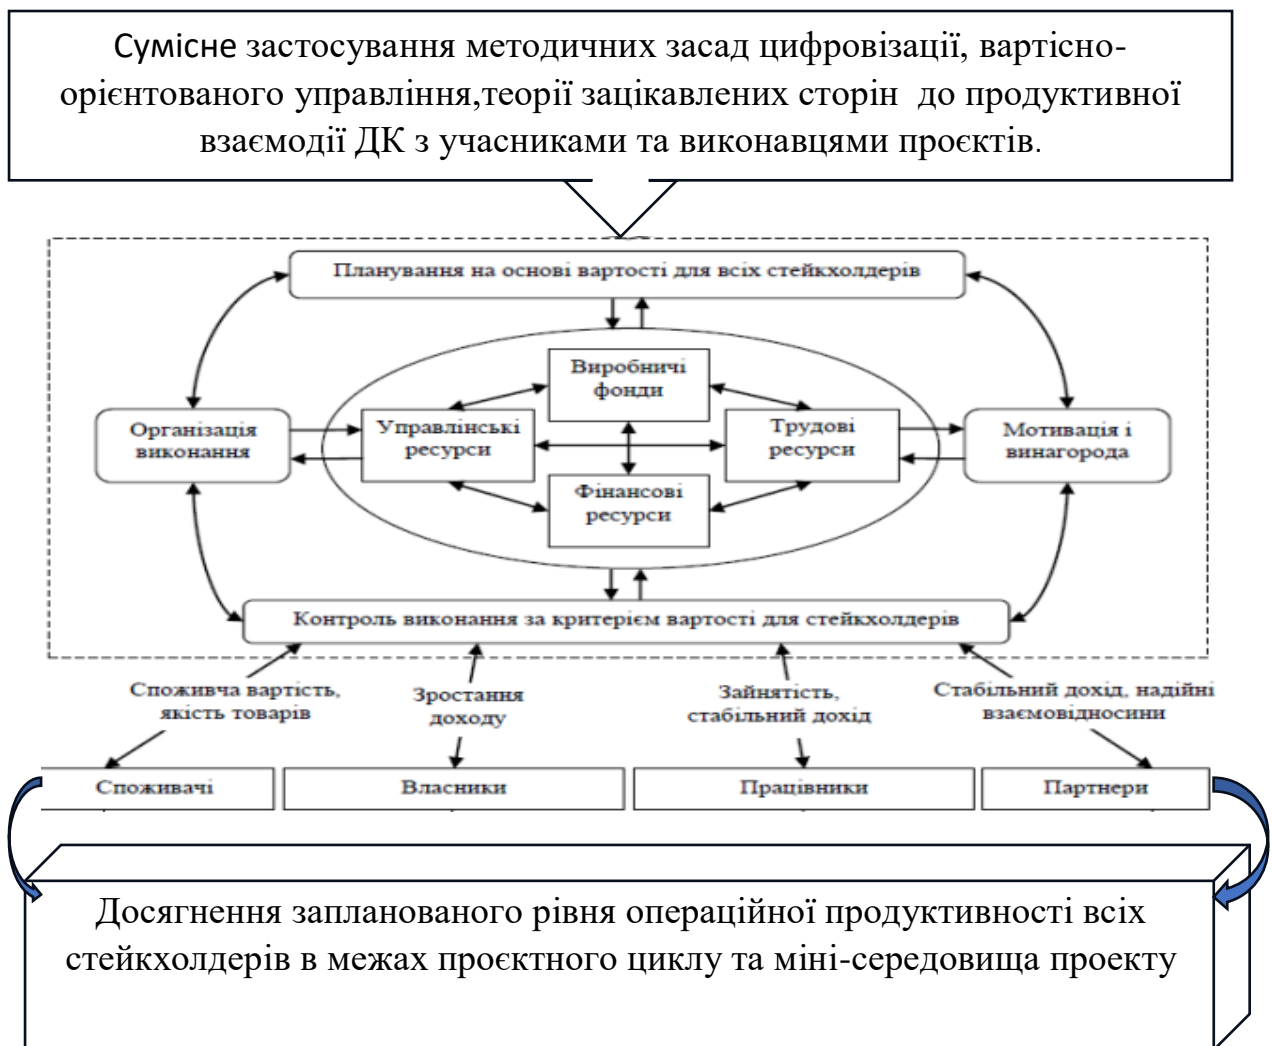 Сумісне застосування методичних засад цифровізації, вартісно-
орієнтованого управління,теорії зацікавлених сторін до продуктивної
взаємодії ДК з учасниками та виконавцями проєктів.
Планування на основі вартості для всіх стейкхолдерів
Виробничі
фонди
Організація
виконання
Управлінські
ресурси
Трудові
ресурси
Мотивація і
винагорода
Фінансові
ресурси
Контроль виконання за критерієм вартості для стейкхолдерів
Споживча вартість,
якість товарів
Зростання
доходу
Зайнятість,
стабільний дохід
Стабільний дохід, надійні
взаємовідносини
Споживачі
Власники
Працівники
Партнери
Досягнення запланованого рівня операційної продуктивності всіх
стейкхолдерів в межах проєктного циклу та міні-середовища проекту